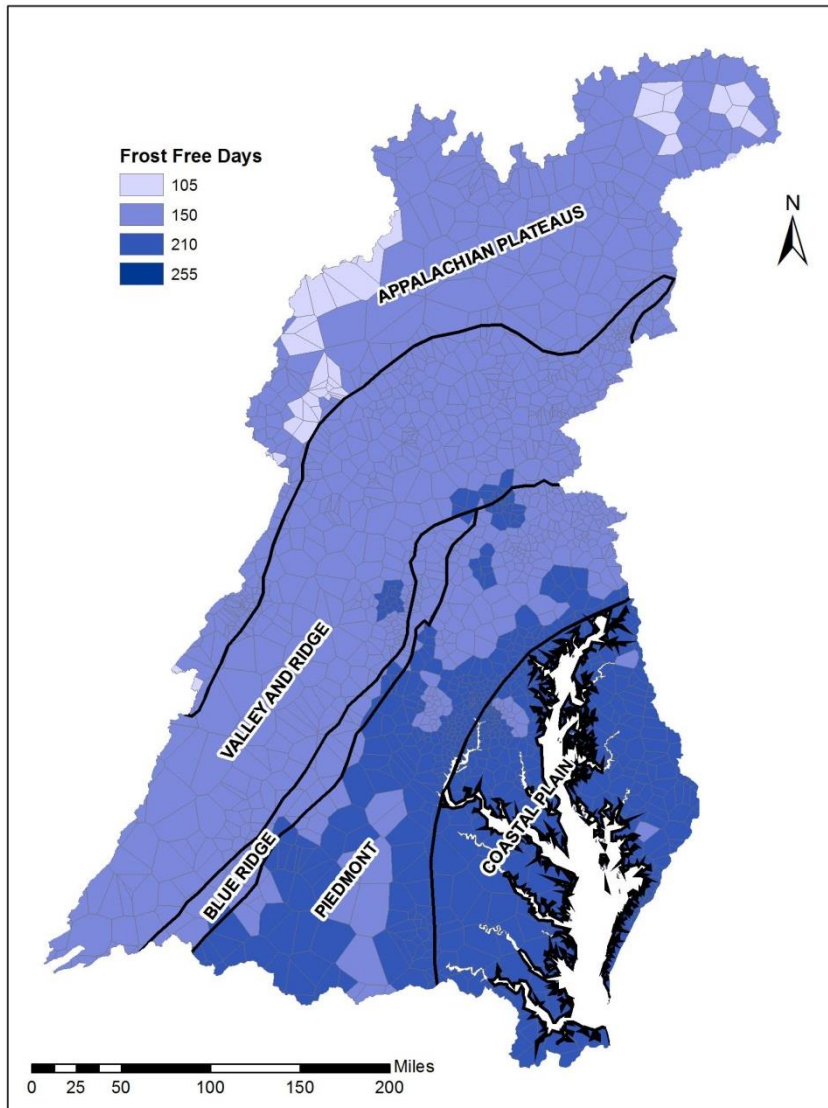 Frost Free Days
105
150
210
255
N
APPALACHIAN PLATEAUS
VALLEY AND RIDGE
BLUE RIDGE
PIEDMONT
COASTAL PLAIN
Miles
0 25 50 100 150 200